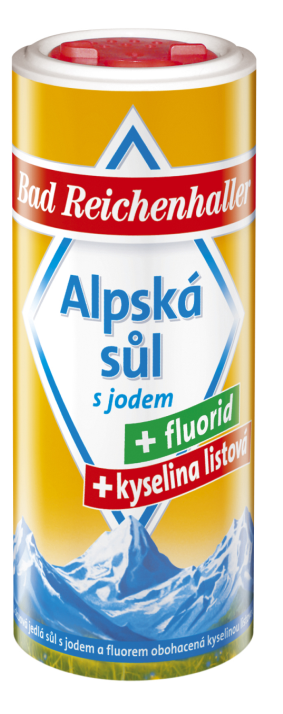 Bad Reichenhaller
Alpská
sůl
s jodem
+ fluorid
+ kyselina listová
jedlá sůl s jodem a fluorem obohacená kyselinou